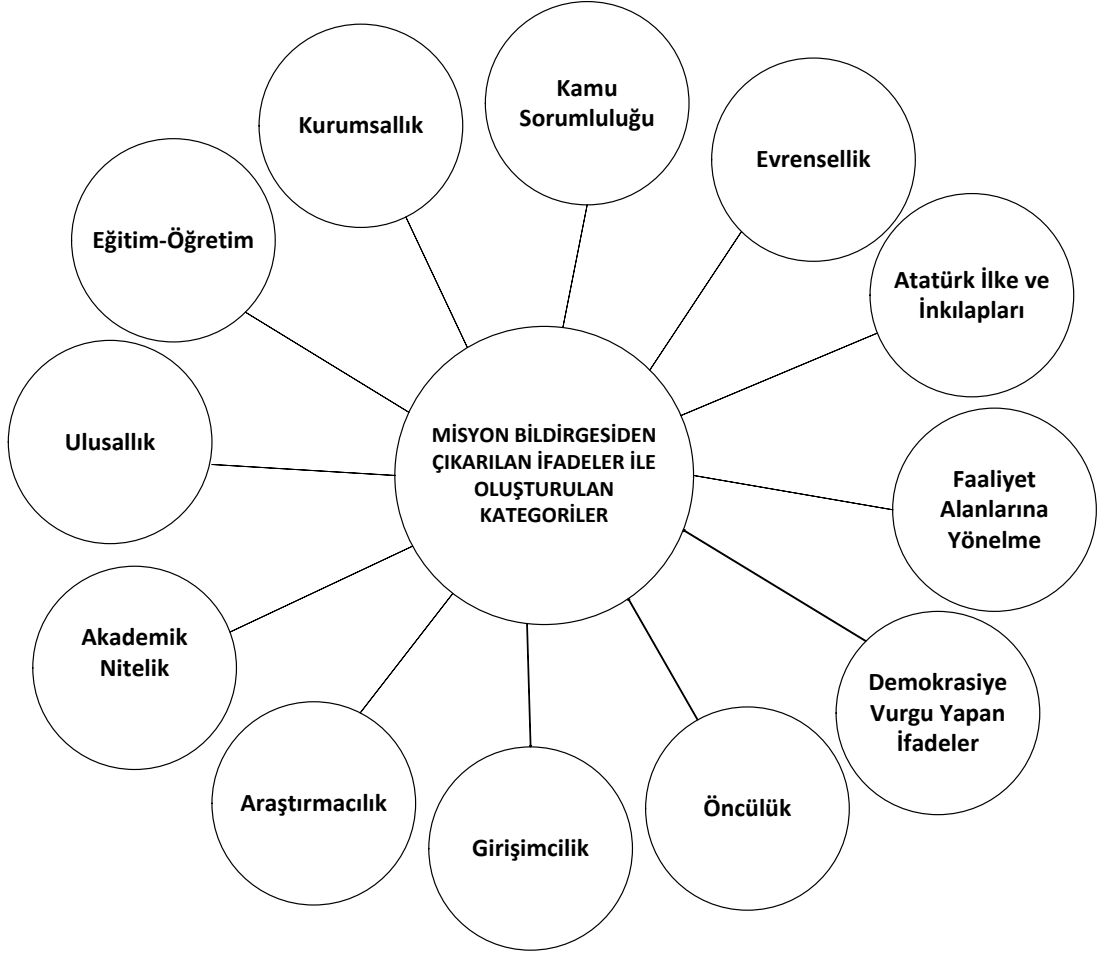 Kamu
Sorumluluğu
Kurumsallık
Evrensellik
Eğitim-Öğretim
Atatürk İlke ve
İnkılapları
Ulusallık
MİSYON BİLDİRGESİDEN
ÇIKARILAN İFADELER İLE
OLUŞTURULAN
KATEGORİLER
Faaliyet
Alanlarına
Yönelme
Akademik
Nitelik
Demokrasiye
Vurgu Yapan
İfadeler
Araştırmacılık
Girişimcilik
Öncülük